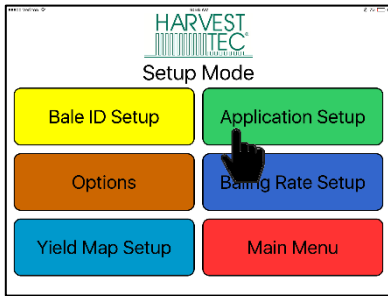 HARVEST
TEC
Setup Mode
Bale ID Setup
Application Setup
Options
Baling Rate Setup
Yield Map Setup
Main Menu